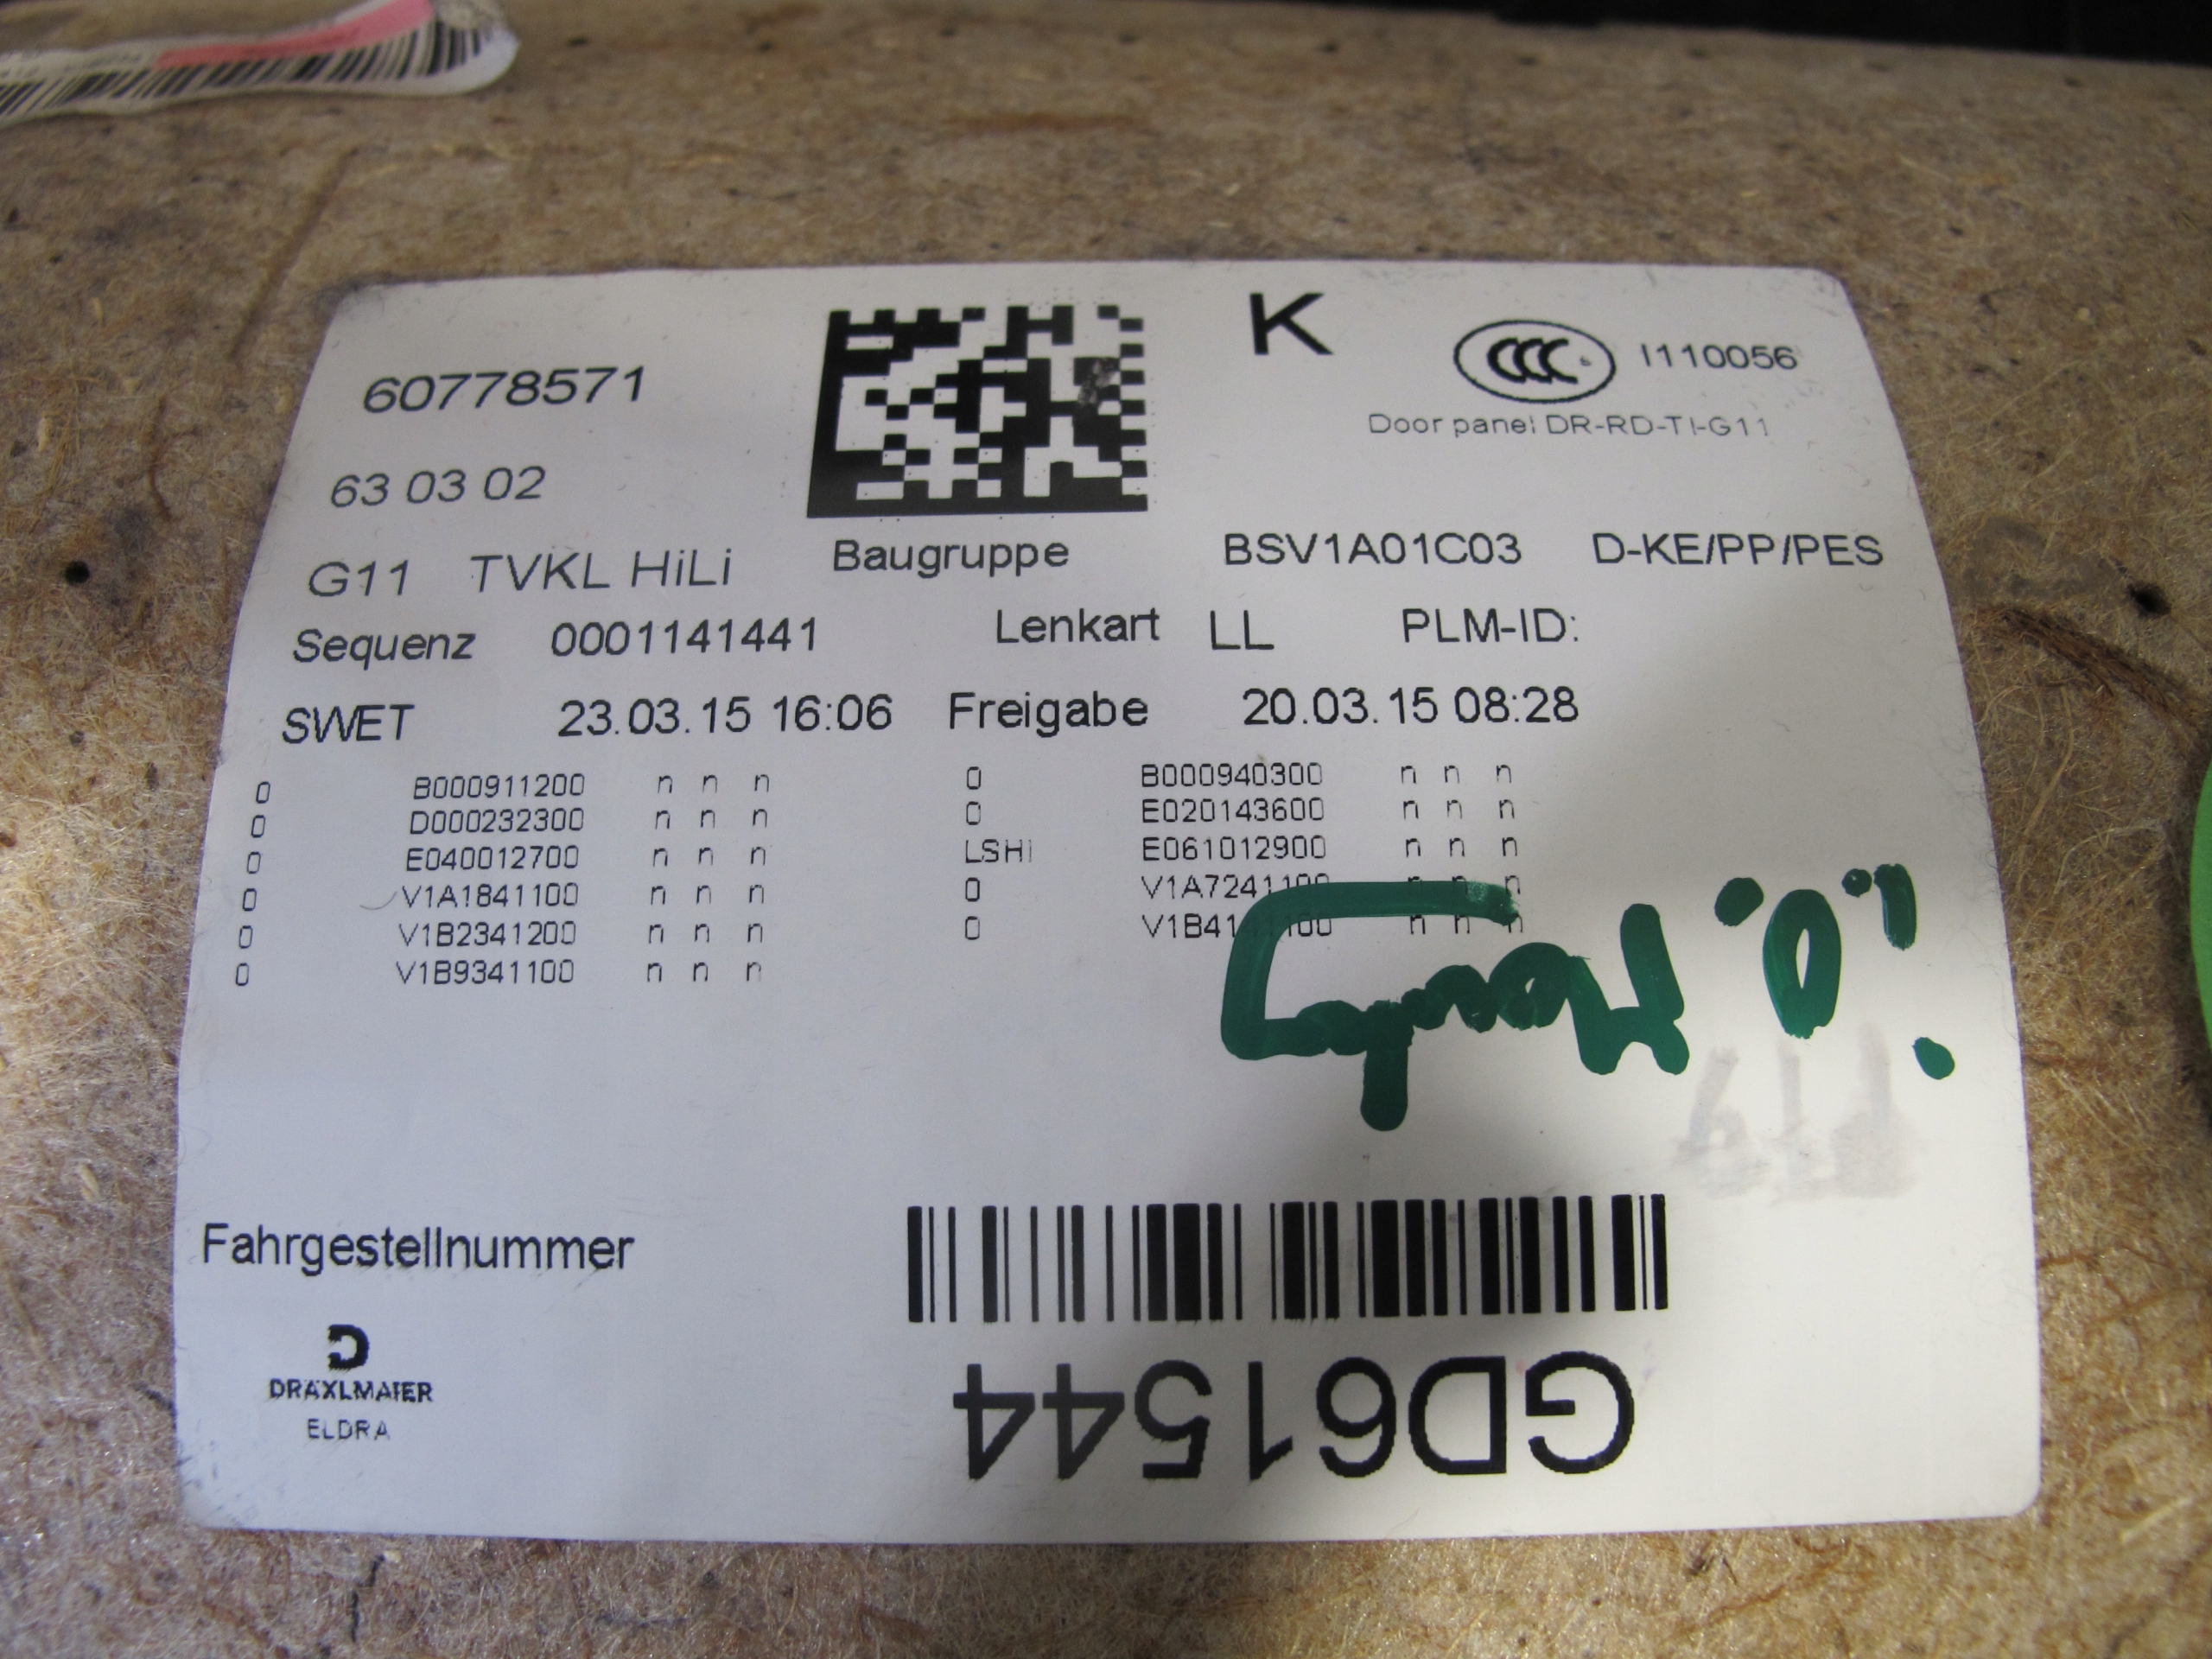 60778571
K
CCC I110056
Door panel DR-RD-TI-G11
63 03 02
G11 TVKL HiLi Baugruppe BSV1A01C03 D-KE/PP/PES
Sequenz 0001141441 Lenkart LL PLM-ID:
SWET 23.03.15 16:06 Freigabe 20.03.15 08:28
0 B000911200 n n n 0 B000940300 n n n
0 D000232300 n n n 0 E020143600 n n n
0 E040012700 n n n LSHi E061012900 n n n
0 V1A1841100 n n n 0 V1A7241100 n n n
0 V1B2341200 n n n 0 n n n
0 V1B9341100 n n n
i.O.
Fahrgestellnummer
DRÄXLMAIER
ELDRA
GD61544